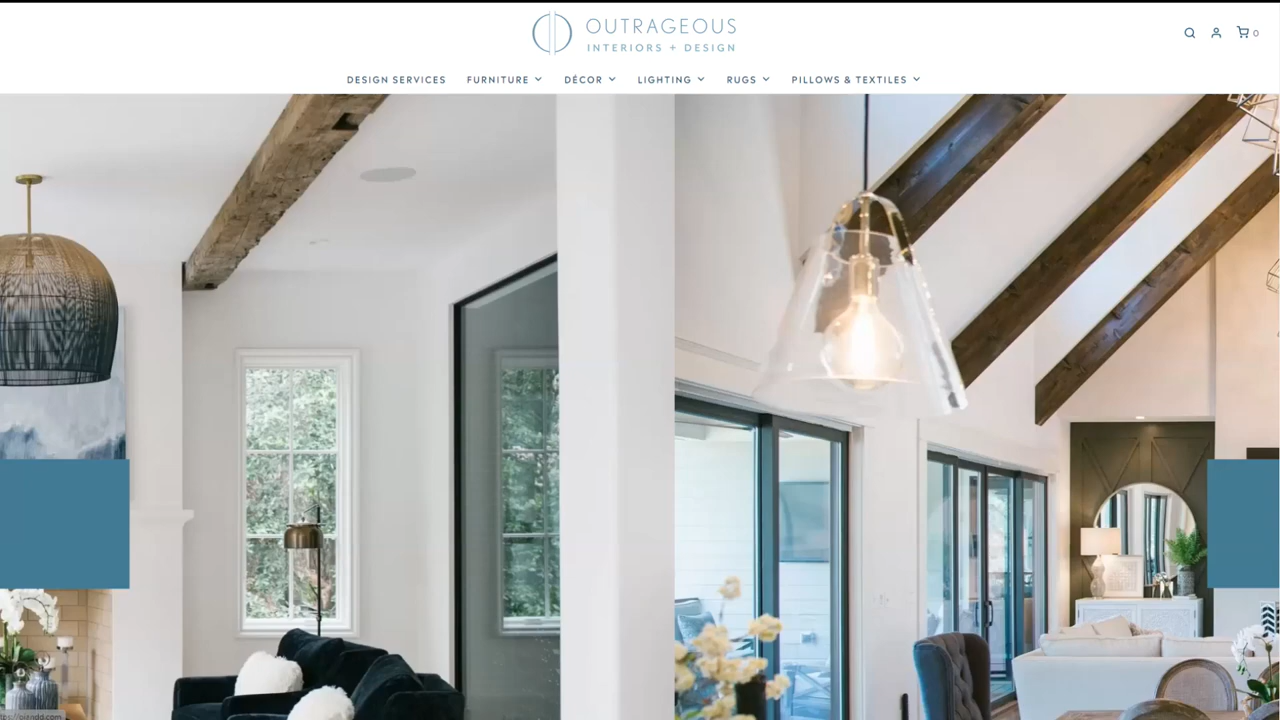 OUTRAGEOUS
INTERIORS + DESIGN
0
DESIGN SERVICES FURNITURE DÉCOR LIGHTING RUGS PILLOWS & TEXTILES